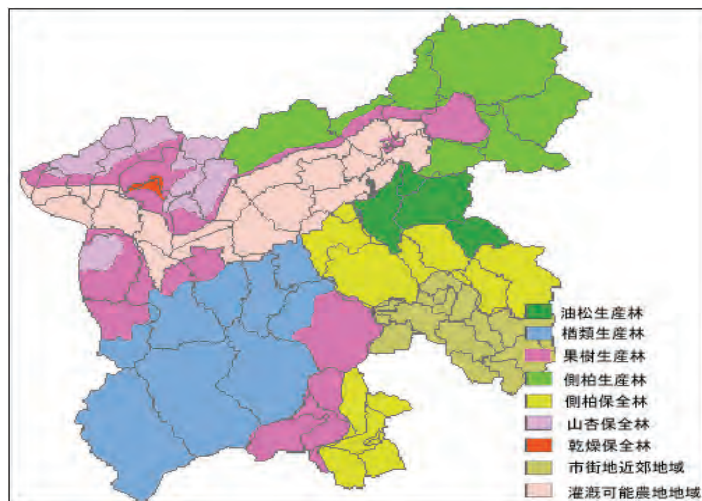 油松生産林
楢類生産林
果樹生産林
側柏生産林
側柏保全林
山杏保全林
乾燥保全林
市街地近郊地域
灌漑可能農地地域